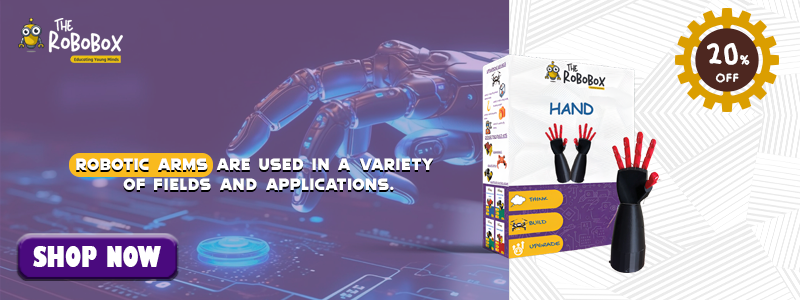 THE
ROBOBOX
Educating Young Minds
ROBOTIC ARMS ARE USED IN A VARIETY
OF FIELDS AND APPLICATIONS.
SHOP NOW
THE
ROBOBOX
HAND
THINK
BUILD
UPGRADE
20%
OFF